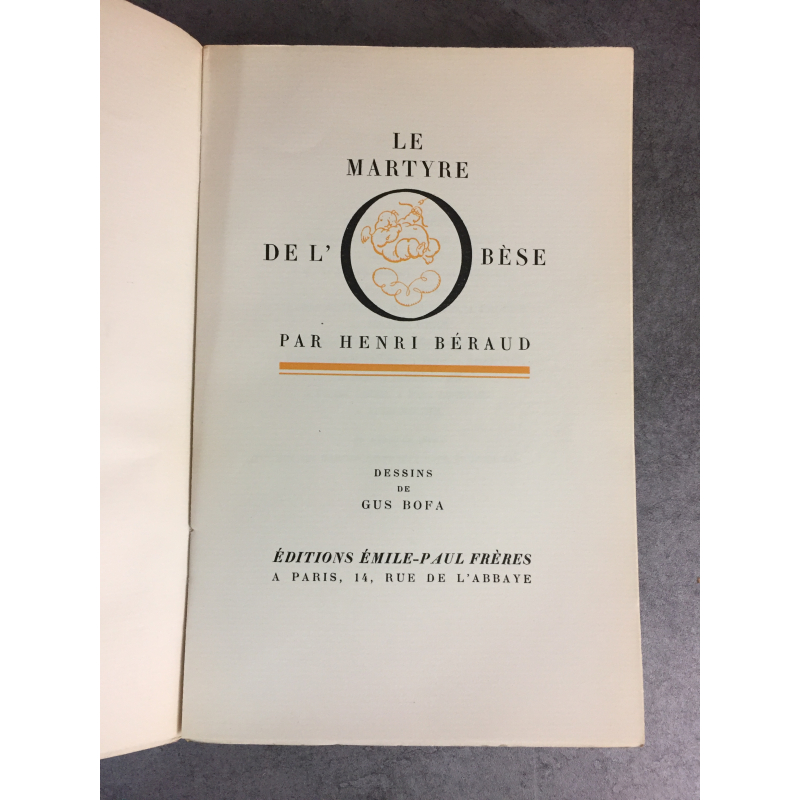 LE
MARTYRE
DE L'OBÈSE
PAR HENRI BÉRAUD
DESSINS
DE
GUS BOFA
ÉDITIONS ÉMILE-PAUL FRÈRES
A PARIS, 14, RUE DE L'ABBAYE